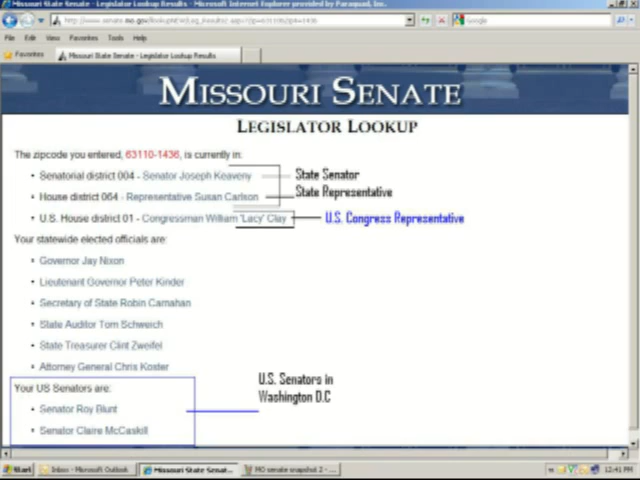 Missouri State Senate - Legislator Lookup Results - Microsoft Internet Explorer provided by Paraquad, Inc.
Google
File Edit View Favorites Tools Help
Favorites Missouri State Senate - Legislator Lookup Results
MISSOURI SENATE
LEGISLATOR LOOKUP
The zipcode you entered, 63110-1436, is currently in:
• Senatorial district 004 - Senator Joseph Keaveny State Senator
• House district 064 - Representative Susan Carlson State Representative
• U.S. House district 01 - Congressman William 'Lacy' Clay U.S. Congress Representative
Your statewide elected officials are:
• Governor Jay Nixon
• Lieutenant Governor Peter Kinder
• Secretary of State Robin Carnahan
• State Auditor Tom Schweich
• State Treasurer Clint Zweifel
• Attorney General Chris Koster
Your US Senators are:
U.S. Senators in
Washington D.C
• Senator Roy Blunt
• Senator Claire McCaskill
Start Inbox - Microsoft Outlook Missouri State Senat... MO senate snapshot 2 - ... 12:41 PM